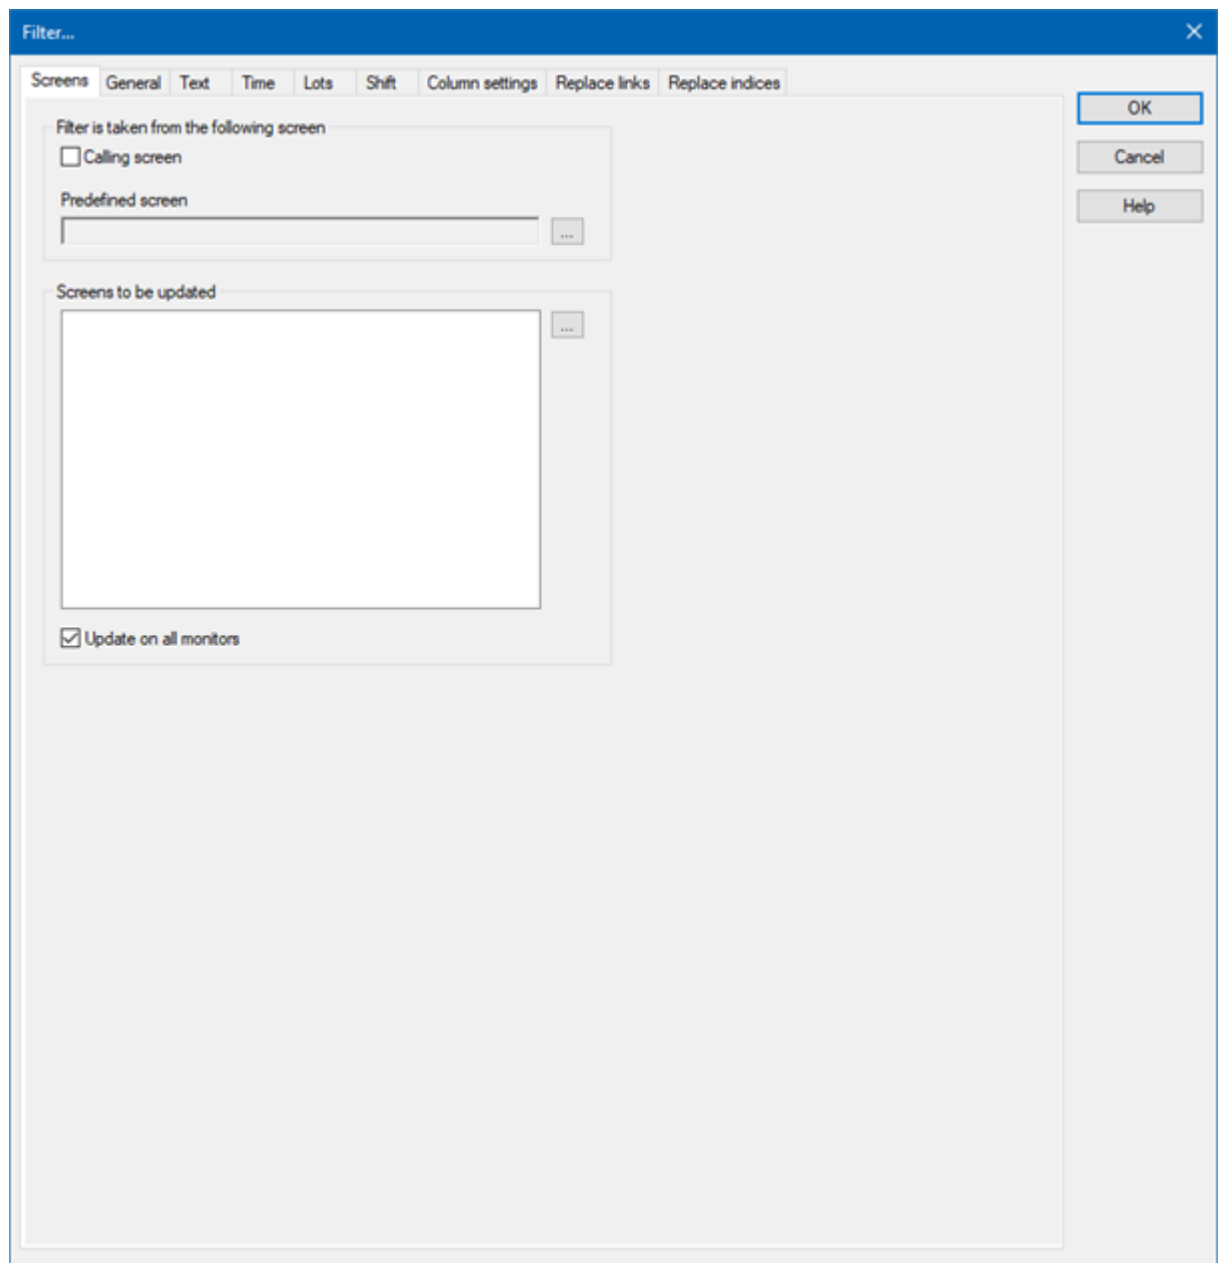 Filter...
Screens General Text Time Lots Shift Column settings Replace links Replace indices
OK
Filter is taken from the following screen
Calling screen
Cancel
Predefined screen
Help
...
Screens to be updated
...
Update on all monitors